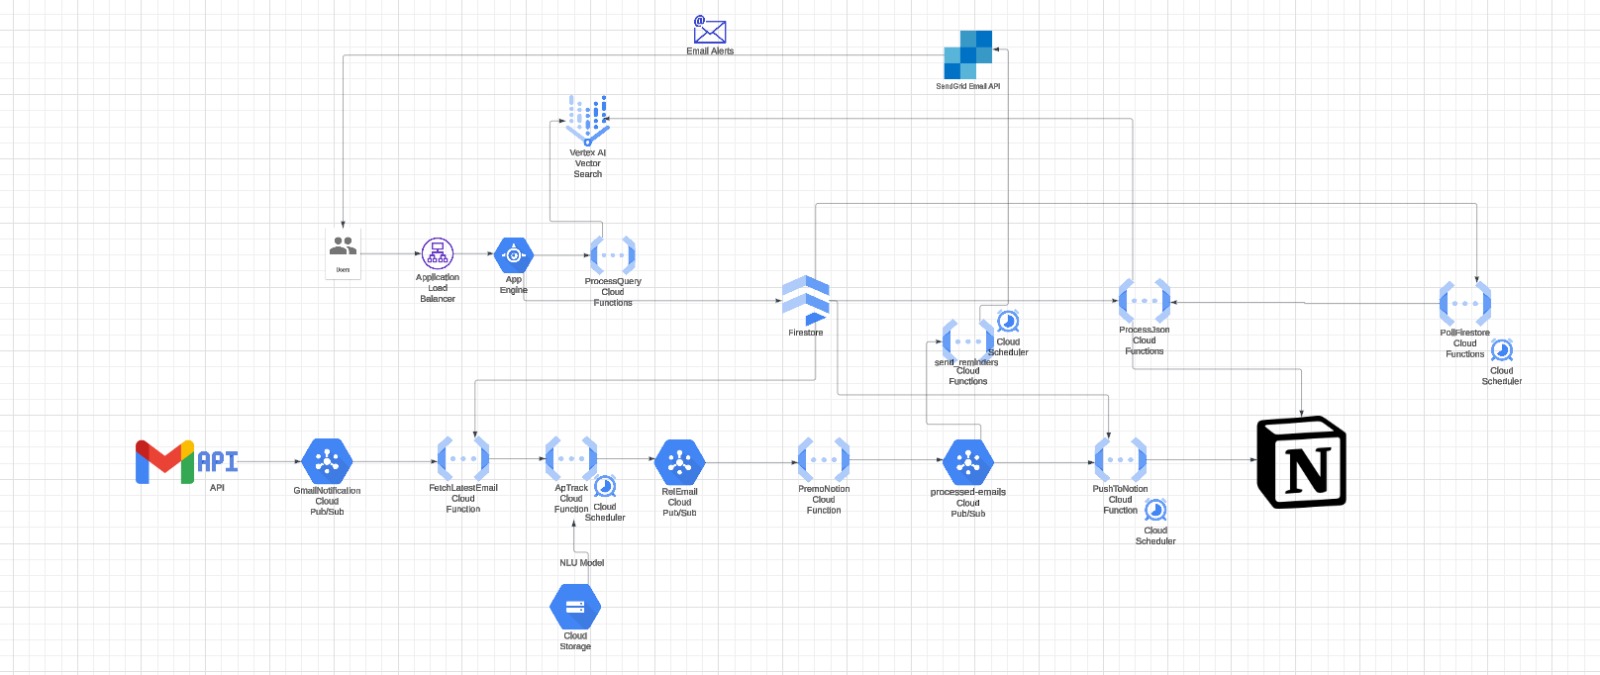 Email Alerts
SendGrid Email API
Vertex AI
Vector
Search
Users
Application
Load
Balancer
App
Engine
ProcessQuery
Cloud
Functions
Firestore
Cloud
Scheduler
send_reminders
Cloud
Functions
ProcessJson
Cloud
Functions
PollFirestore
Cloud
Functions
Cloud
Scheduler
API
API
GmailNotification
Cloud
Pub/Sub
FetchLatestEmail
Cloud
Function
ApTrack
Cloud
Function
Cloud
Scheduler
RelEmail
Cloud
Pub/Sub
PremoNotion
Cloud
Function
processed-emails
Cloud
Pub/Sub
PushToNotion
Cloud
Function
Cloud
Scheduler
N
NLU Model
Cloud
Storage